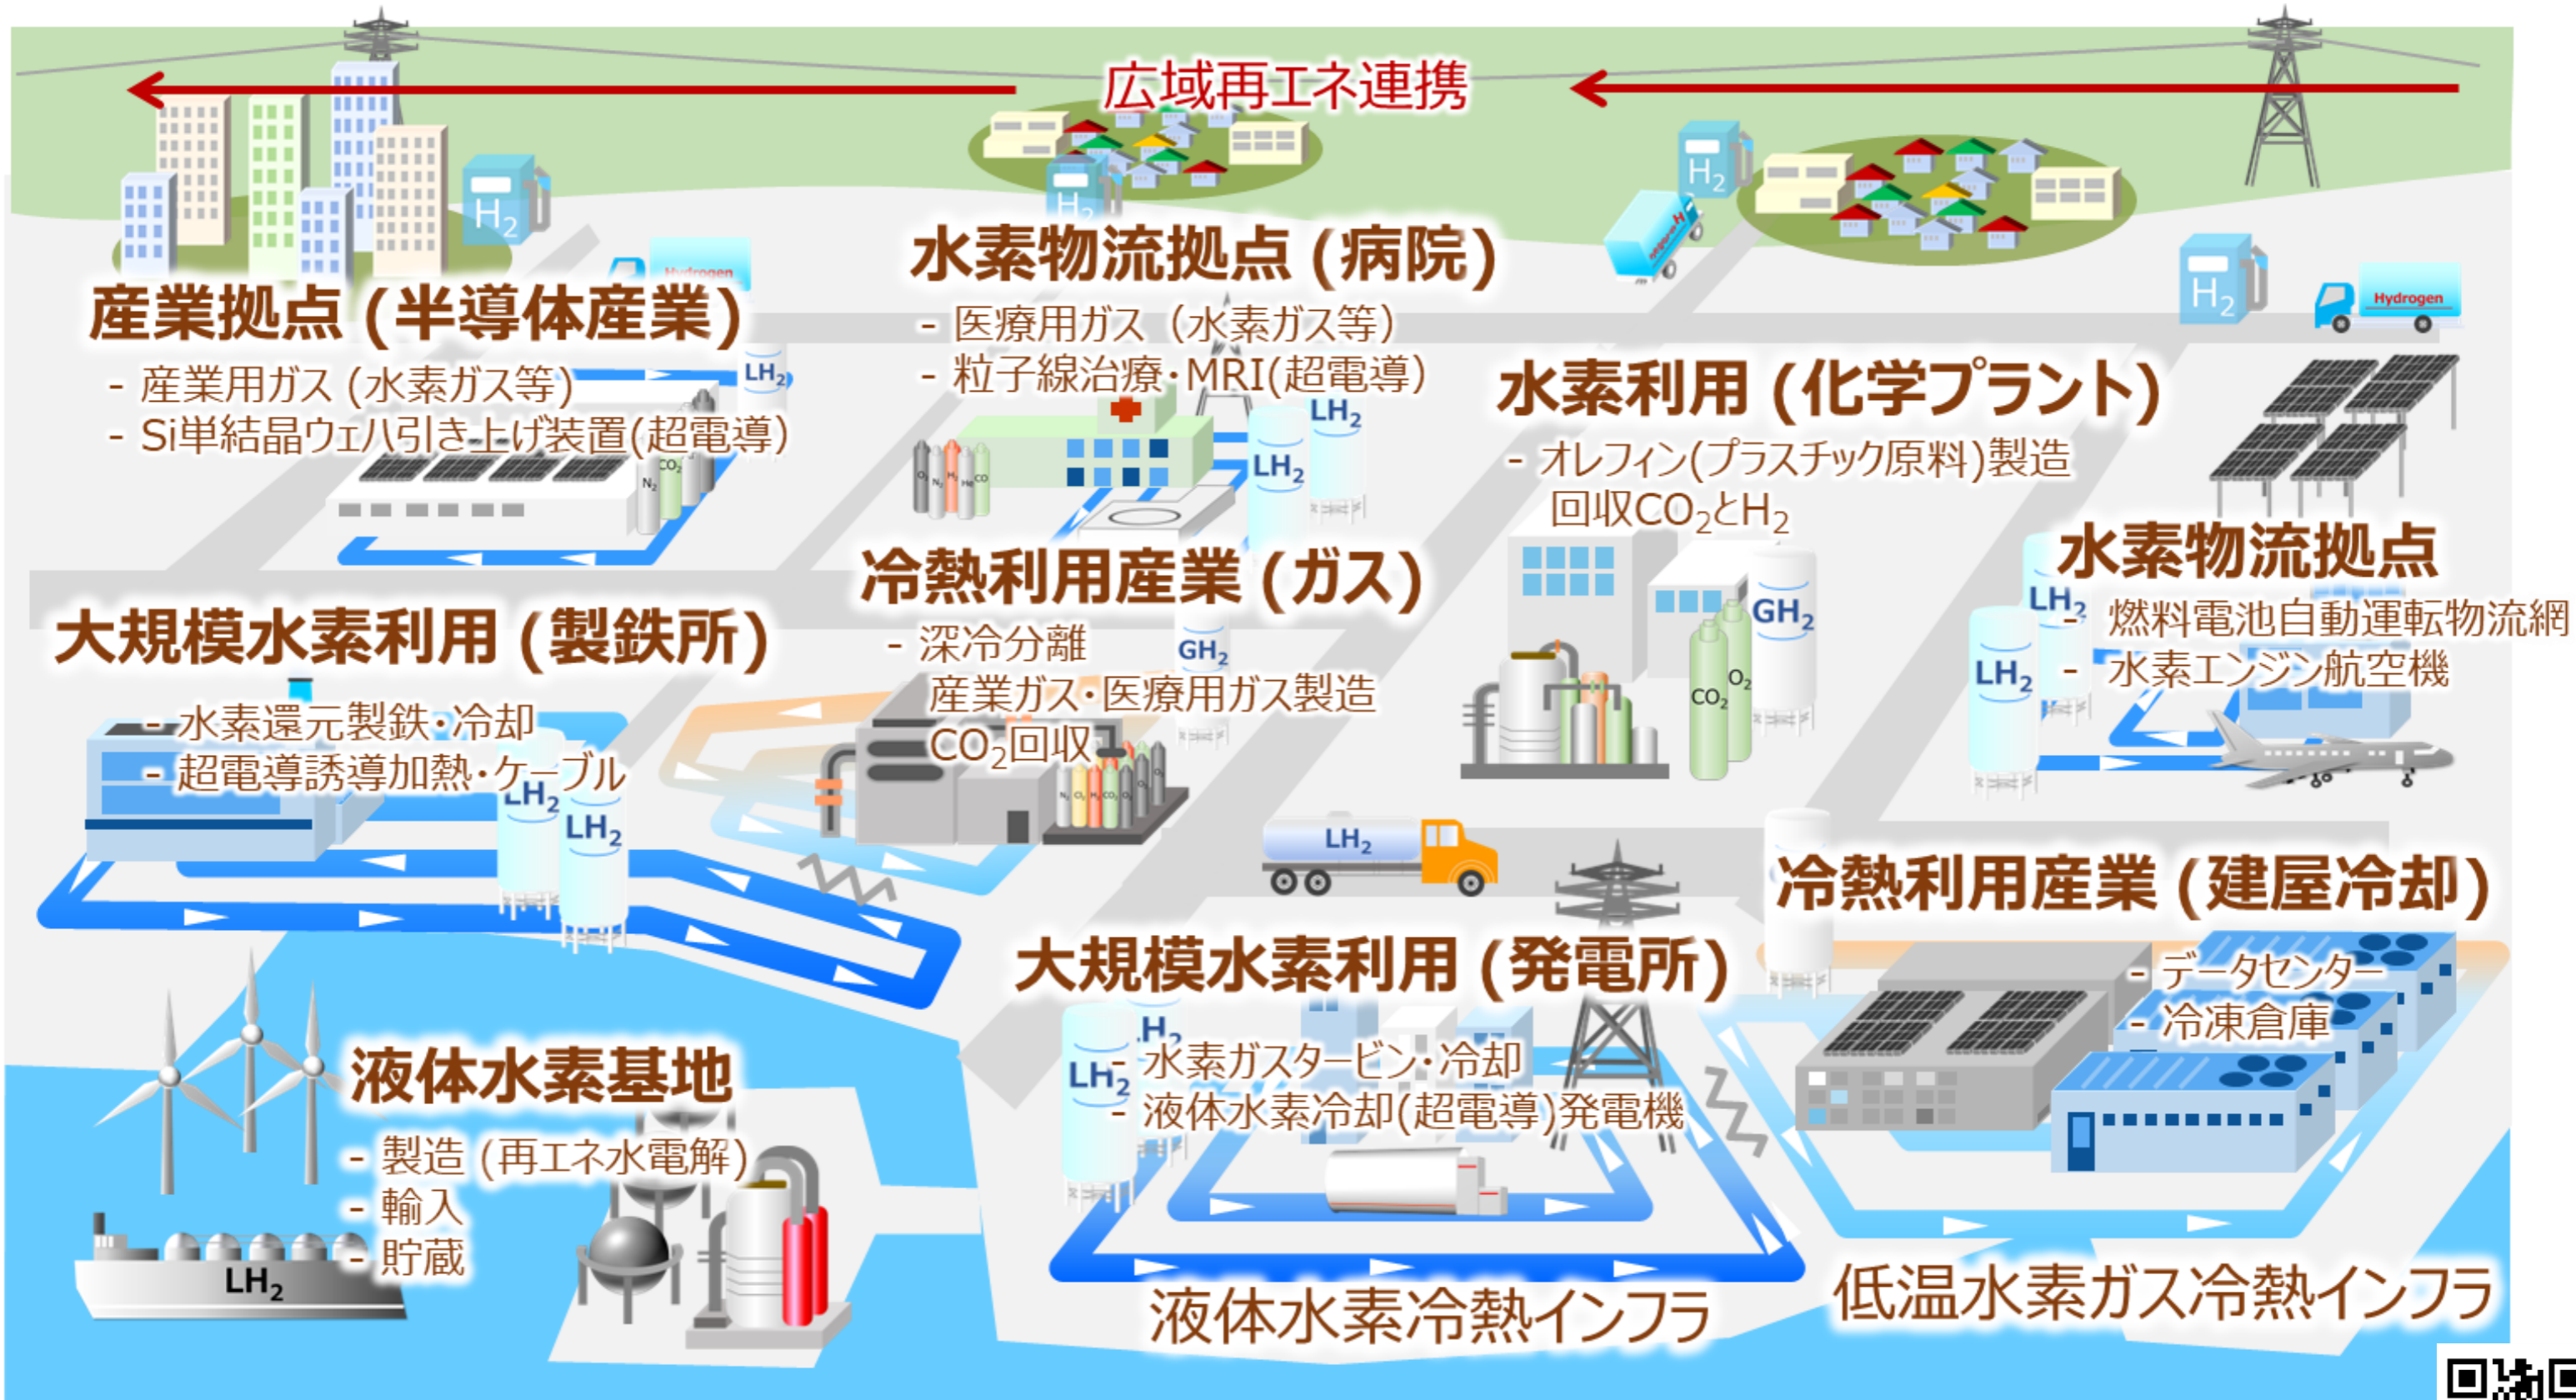 広域再エネ連携
H2
H2
H2
H2
Hydrogen
Hydrogen
産業拠点 (半導体産業)
- 産業用ガス (水素ガス等)
- Si単結晶ウェハ引き上げ装置(超電導)
LH2
N2
CO2
水素物流拠点 (病院)
- 医療用ガス (水素ガス等)
- 粒子線治療・MRI(超電導)
LH2
LH2
O2
N2
H2
He
CO
水素利用 (化学プラント)
- オレフィン(プラスチック原料)製造
回収CO2とH2
GH2
CO2
O2
水素物流拠点
- 燃料電池自動運転物流網
- 水素エンジン航空機
LH2
LH2
大規模水素利用 (製鉄所)
- 水素還元製鉄・冷却
- 超電導誘導加熱・ケーブル
LH2
LH2
冷熱利用産業 (ガス)
- 深冷分離
産業ガス・医療用ガス製造
CO2回収
GH2
N2
Cl2
H2
CO2
O2
LH2
冷熱利用産業 (建屋冷却)
- データセンター
- 冷凍倉庫
大規模水素利用 (発電所)
- 水素ガスタービン・冷却
- 液体水素冷却(超電導)発電機
LH2
LH2
液体水素基地
- 製造 (再エネ水電解)
- 輸入
- 貯蔵
LH2
液体水素冷熱インフラ
低温水素ガス冷熱インフラ